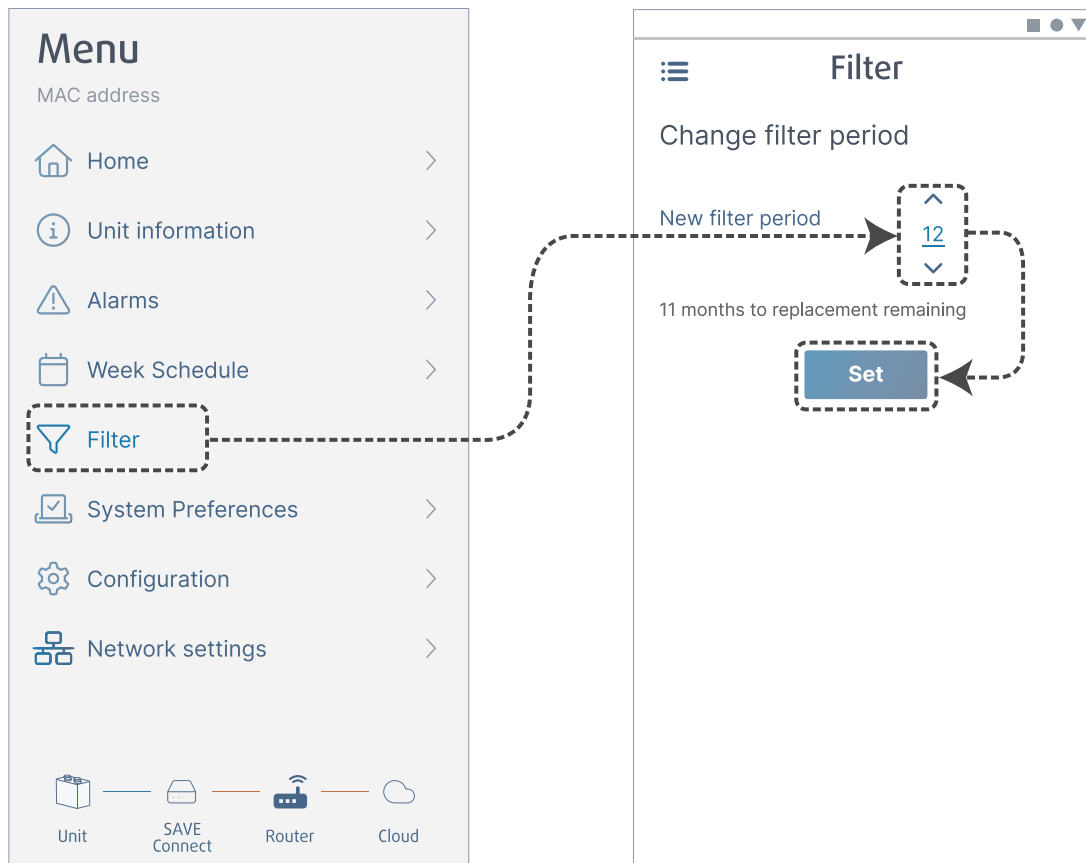 Menu
MAC address
Home
Unit information
Alarms
Week Schedule
Filter
System Preferences
Configuration
Network settings
Unit
SAVE
Connect
Router
Cloud
Filter
Change filter period
New filter period
12
11 months to replacement remaining
Set